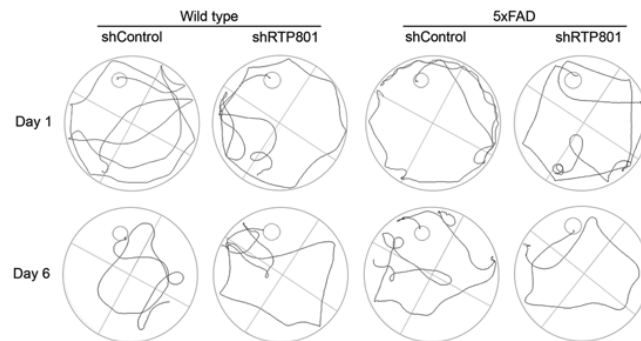 Wild type 5xFAD
shControl shRTP801 shControl shRTP801
Day 1
Day 6